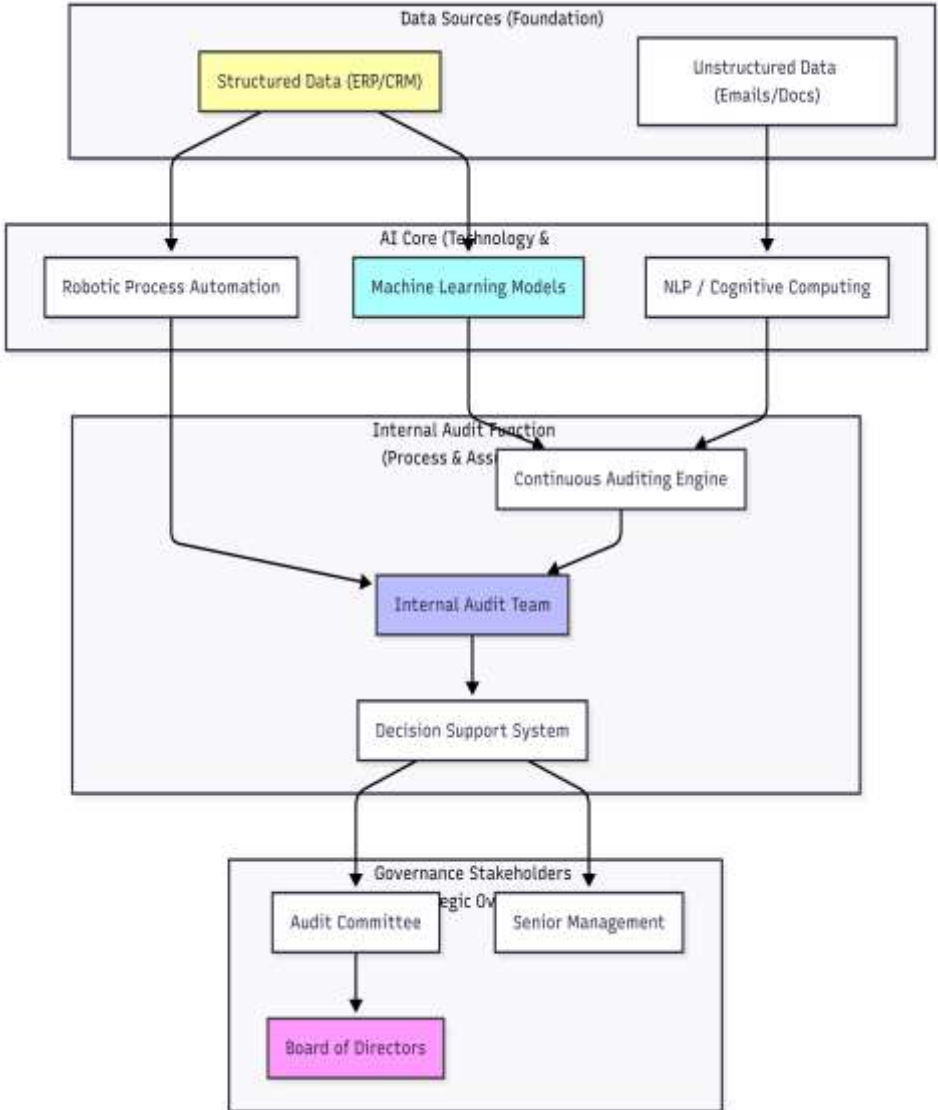 Data Sources (Foundation)
Structured Data (ERP/CRM)
Unstructured Data
(Emails/Docs)
AI Core (Technology &
Robotic Process Automation
Machine Learning Models
NLP / Cognitive Computing
Internal Audit Function
(Process &
Continuous Auditing Engine
Internal Audit Team
Decision Support System
Governance Stakeholders
Audit Committee
Senior Management
Board of Directors